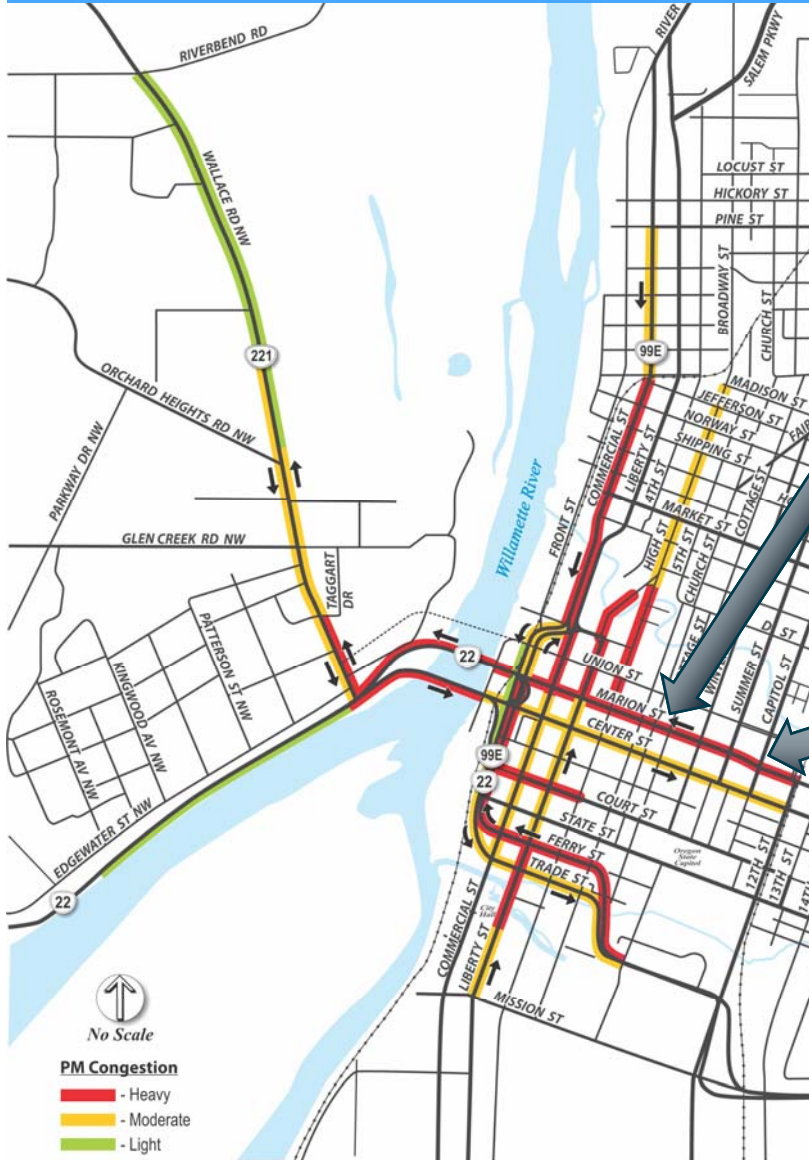 RIVER
SALEM PKWY
RIVERBEND RD
WALLACE RD NW
LOCUST ST
HICKORY ST
PINE ST
BROADWAY ST
CHURCH ST
99E
221
ORCHARD HEIGHTS RD NW
PARKWAY DR NW
MADISON ST
JEFFERSON ST
NORWAY ST
SHIPPING ST
COMMERCIAL ST
LIBERTY ST
4TH ST
COTTAGE ST
MARKET ST
FRONT ST
Willamette River
HIGH ST
5TH ST
CHURCH ST
GLEN CREEK RD NW
TAGGART
DR
D ST
PATTERSON ST NW
KINGWOOD AV NW
ROSEMONT AV NW
22
UNION ST
MARION ST
CENTER ST
SUMMER ST
CAPITOL ST
99E
22
COURT ST
STATE ST
FERRY ST
TRADE ST
Oregon
State
Capitol
12TH ST
13TH ST
EDGEWATER ST NW
22
City
Hall
COMMERCIAL ST
LIBERTY ST
MISSION ST
No Scale
PM Congestion
- Heavy
- Moderate
- Light